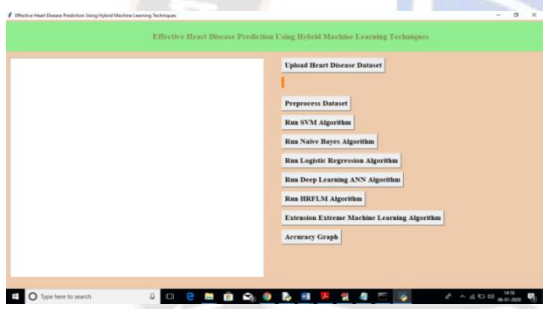 Effective Heart Disease Prediction Using Hybrid Machine Learning Techniques
Effective Heart Disease Prediction Using Hybrid Machine Learning Techniques
Upload Heart Disease Dataset
Preprocess Dataset
Run SVM Algorithm
Run Naive Bayes Algorithm
Run Logistic Regression Algorithm
Run Deep Learning ANN Algorithm
Run HRFLM Algorithm
Extension Extreme Machine Learning Algorithm
Accuracy Graph
Type here to search